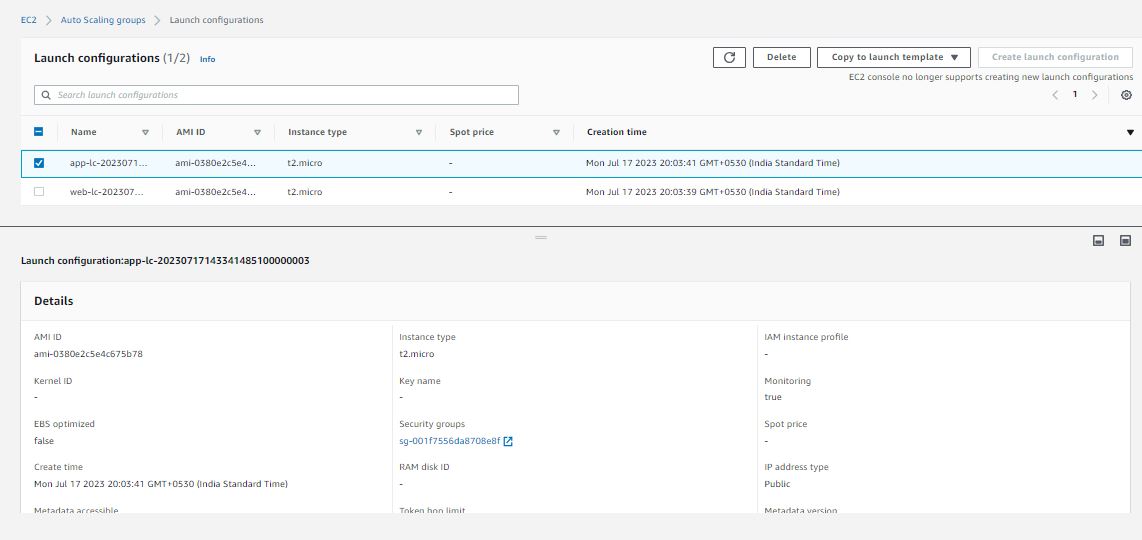 EC2 > Auto Scaling groups > Launch configurations
Launch configurations (1/2) Info
Delete
Copy to launch template
Create launch configuration
EC2 console no longer supports creating new launch configurations
Search launch configurations
1
Name AMI ID Instance type Spot price Creation time
app-lc-2023071... ami-0380e2c5e4... t2.micro - Mon Jul 17 2023 20:03:41 GMT+0530 (India Standard Time)
web-lc-202307... ami-0380e2c5e4... t2.micro - Mon Jul 17 2023 20:03:39 GMT+0530 (India Standard Time)
Launch configuration:app-lc-20230717143341485100000003
Details
AMI ID Instance type IAM instance profile
ami-0380e2c5e4c675b78 t2.micro -
Kernel ID Key name Monitoring
- - true
EBS optimized Security groups Spot price
false sg-001f7556da8708e8f -
Create time RAM disk ID IP address type
Mon Jul 17 2023 20:03:41 GMT+0530 (India Standard Time) - Public
Metadata accessible Token hop limit Metadata version